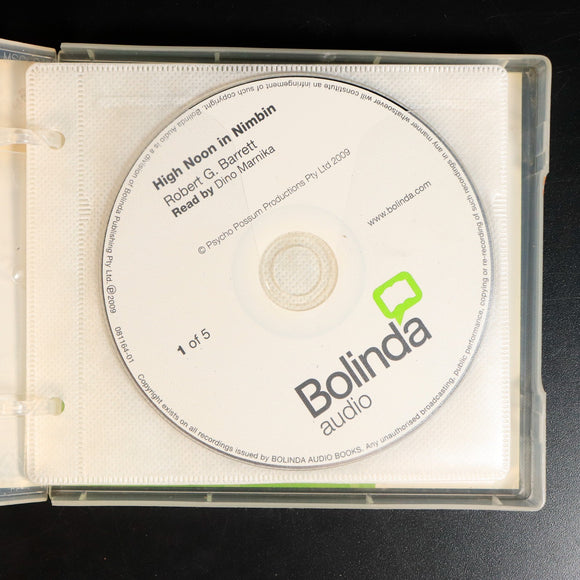 High Noon in Nimbin
Robert G. Barrett
Read by Dino Marnika
© Psycho Possum Productions Pty Ltd 2009
www.bolinda.com
1 of 5
Bolinda
audio
081164-01
Copyright exists on all recordings issued by BOLINDA AUDIO BOOKS. Any unauthorised broadcasting, public performance, copying or re-recording of such recordings in any manner whatsoever will constitute an infringement of such copyright. Bolinda Audio is a division of Bolinda Publishing Pty Ltd ℗2009